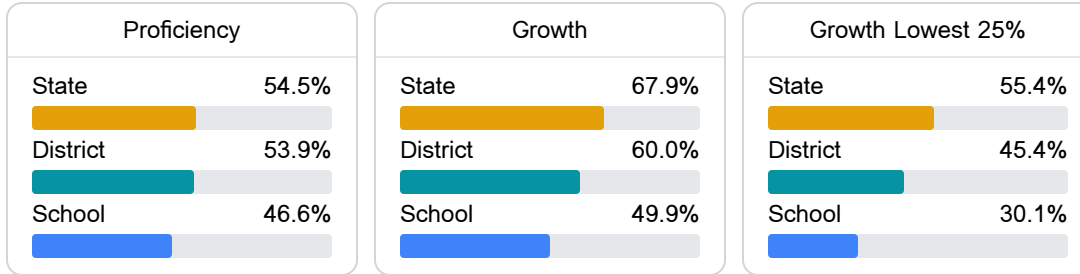 Proficiency
State 54.5%
District 53.9%
School 46.6%
Growth
State 67.9%
District 60.0%
School 49.9%
Growth Lowest 25%
State 55.4%
District 45.4%
School 30.1%